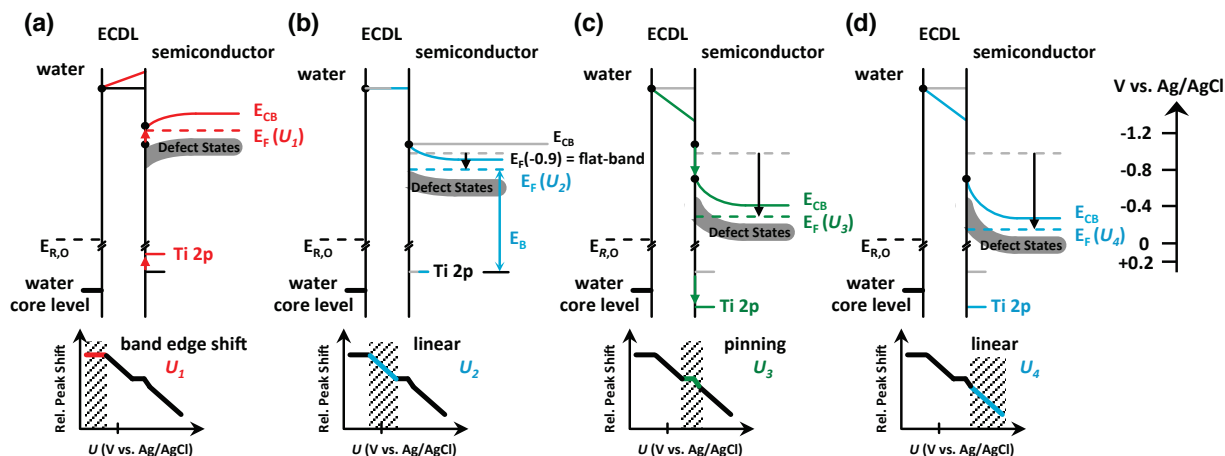 (a)
ECDL
semiconductor
water
E_CB
E_F (U_1)
Defect States
E_R,O
Ti 2p
water
core level
band edge shift
U_1
Rel. Peak Shift
U (V vs. Ag/AgCl)
(b)
ECDL
semiconductor
water
E_CB
E_F(-0.9) = flat-band
E_F (U_2)
Defect States
E_B
E_R,O
Ti 2p
water
core level
linear
U_2
Rel. Peak Shift
U (V vs. Ag/AgCl)
(c)
ECDL
semiconductor
water
E_CB
E_F (U_3)
Defect States
E_R,O
water
core level
Ti 2p
pinning
U_3
Rel. Peak Shift
U (V vs. Ag/AgCl)
(d)
ECDL
semiconductor
water
E_CB
E_F (U_4)
Defect States
E_R,O
water
core level
Ti 2p
linear
U_4
Rel. Peak Shift
U (V vs. Ag/AgCl)
V vs. Ag/AgCl
-1.2
-0.8
-0.4
0
+0.2